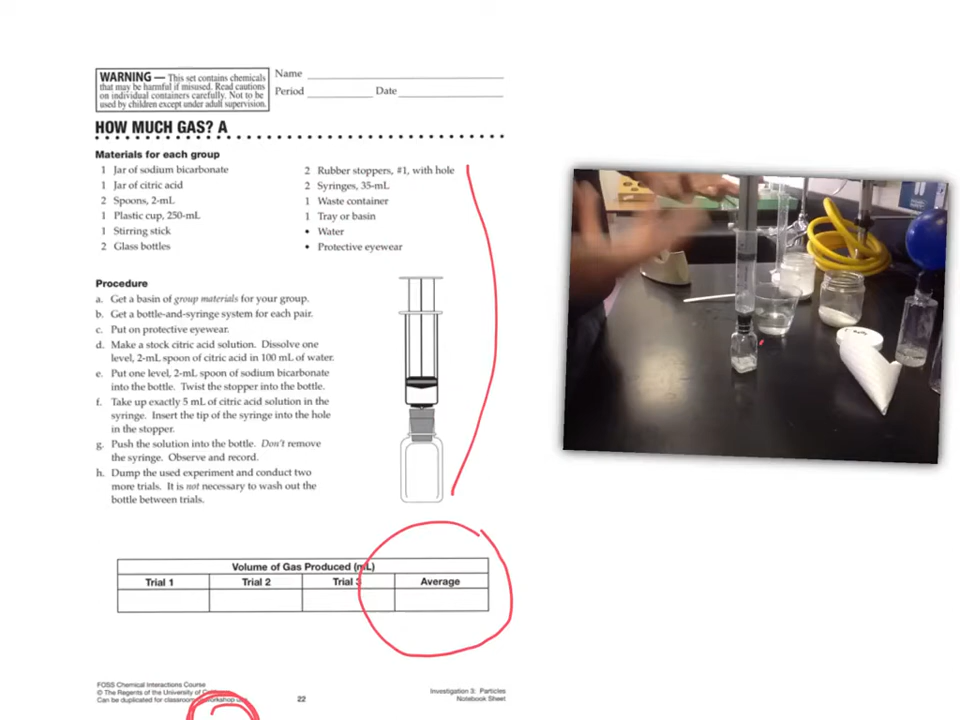 WARNING — This set contains chemicals
that may be harmful if misused. Read cautions
on individual containers carefully. Not to be
used by children except under adult supervision.
Name
Period Date
HOW MUCH GAS? A
Materials for each group
1 Jar of sodium bicarbonate
1 Jar of citric acid
2 Spoons, 2-mL
1 Plastic cup, 250-mL
1 Stirring stick
2 Glass bottles
2 Rubber stoppers, #1, with hole
2 Syringes, 35-mL
1 Waste container
1 Tray or basin
• Water
• Protective eyewear
Procedure
a. Get a basin of group materials for your group.
b. Get a bottle-and-syringe system for each pair.
c. Put on protective eyewear.
d. Make a stock citric acid solution. Dissolve one
level, 2-mL spoon of citric acid in 100 mL of water.
e. Put one level, 2-mL spoon of sodium bicarbonate
into the bottle. Twist the stopper into the bottle.
f. Take up exactly 5 mL of citric acid solution in the
syringe. Insert the tip of the syringe into the hole
in the stopper.
g. Push the solution into the bottle. Don't remove
the syringe. Observe and record.
h. Dump the used experiment and conduct two
more trials. It is not necessary to wash out the
bottle between trials.
Volume of Gas Produced (mL)
Trial 1 Trial 2 Trial 3 Average
FOSS Chemical Interactions Course
© The Regents of the University of
Can be duplicated for classroom workshop
22
Investigation 3: Particles
Notebook Sheet